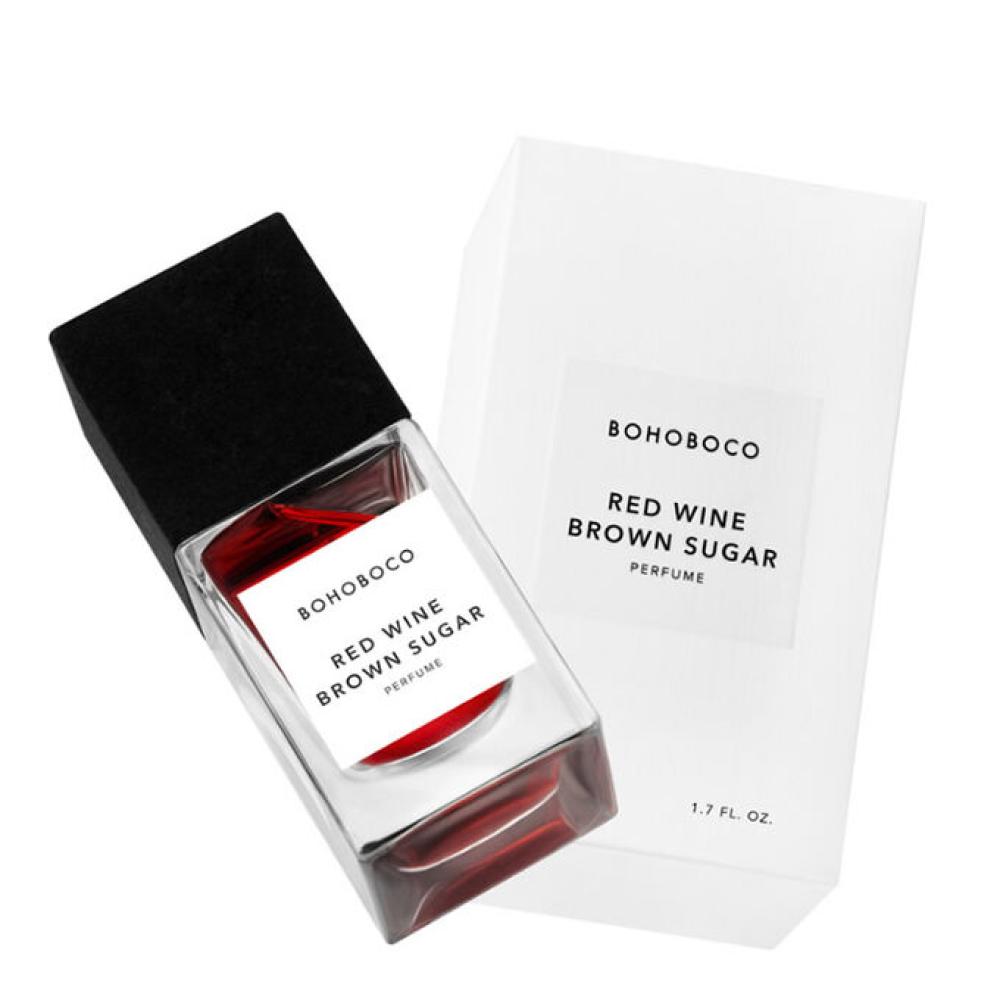 BOHOBOCO
RED WINE
BROWN SUGAR
PERFUME
BOHOBOCO
RED WINE
BROWN SUGAR
PERFUME
1.7 FL. OZ.